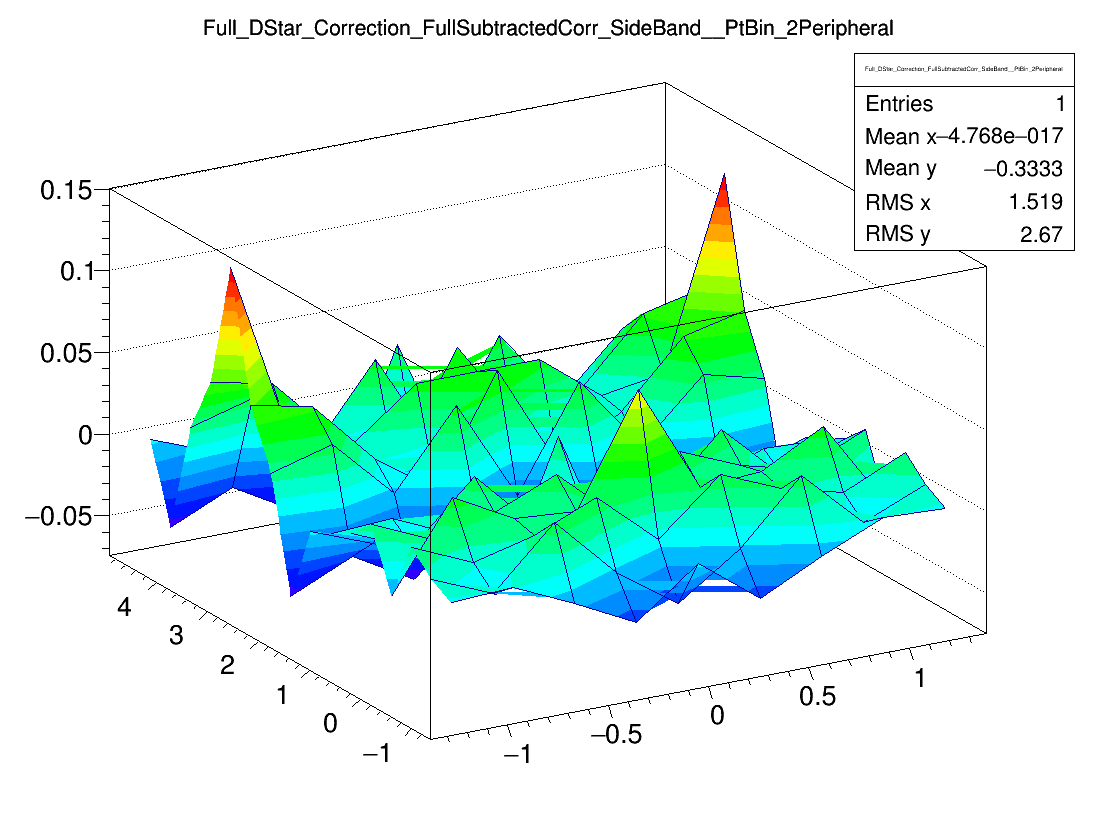 Full_DStar_Correction_FullSubtractedCorr_SideBand__PtBin_2Peripheral
Full_DStar_Correction_FullSubtractedCorr_SideBand__PtBin_2Peripheral
Entries 1
Mean x −4.768e−017
Mean y −0.3333
RMS x 1.519
RMS y 2.67
0.15
0.1
0.05
0
−0.05
4
3
2
1
0
−1
−1
−0.5
0
0.5
1